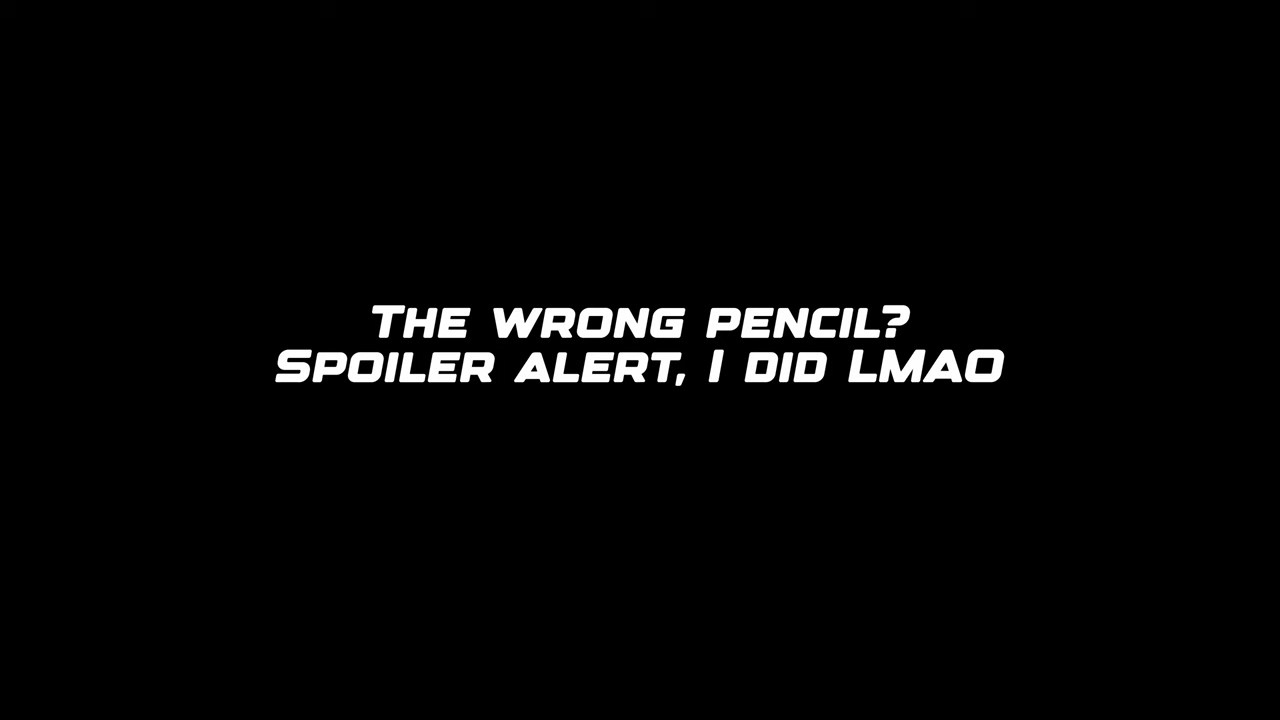 The wrong pencil?
Spoiler alert, I did LMAO